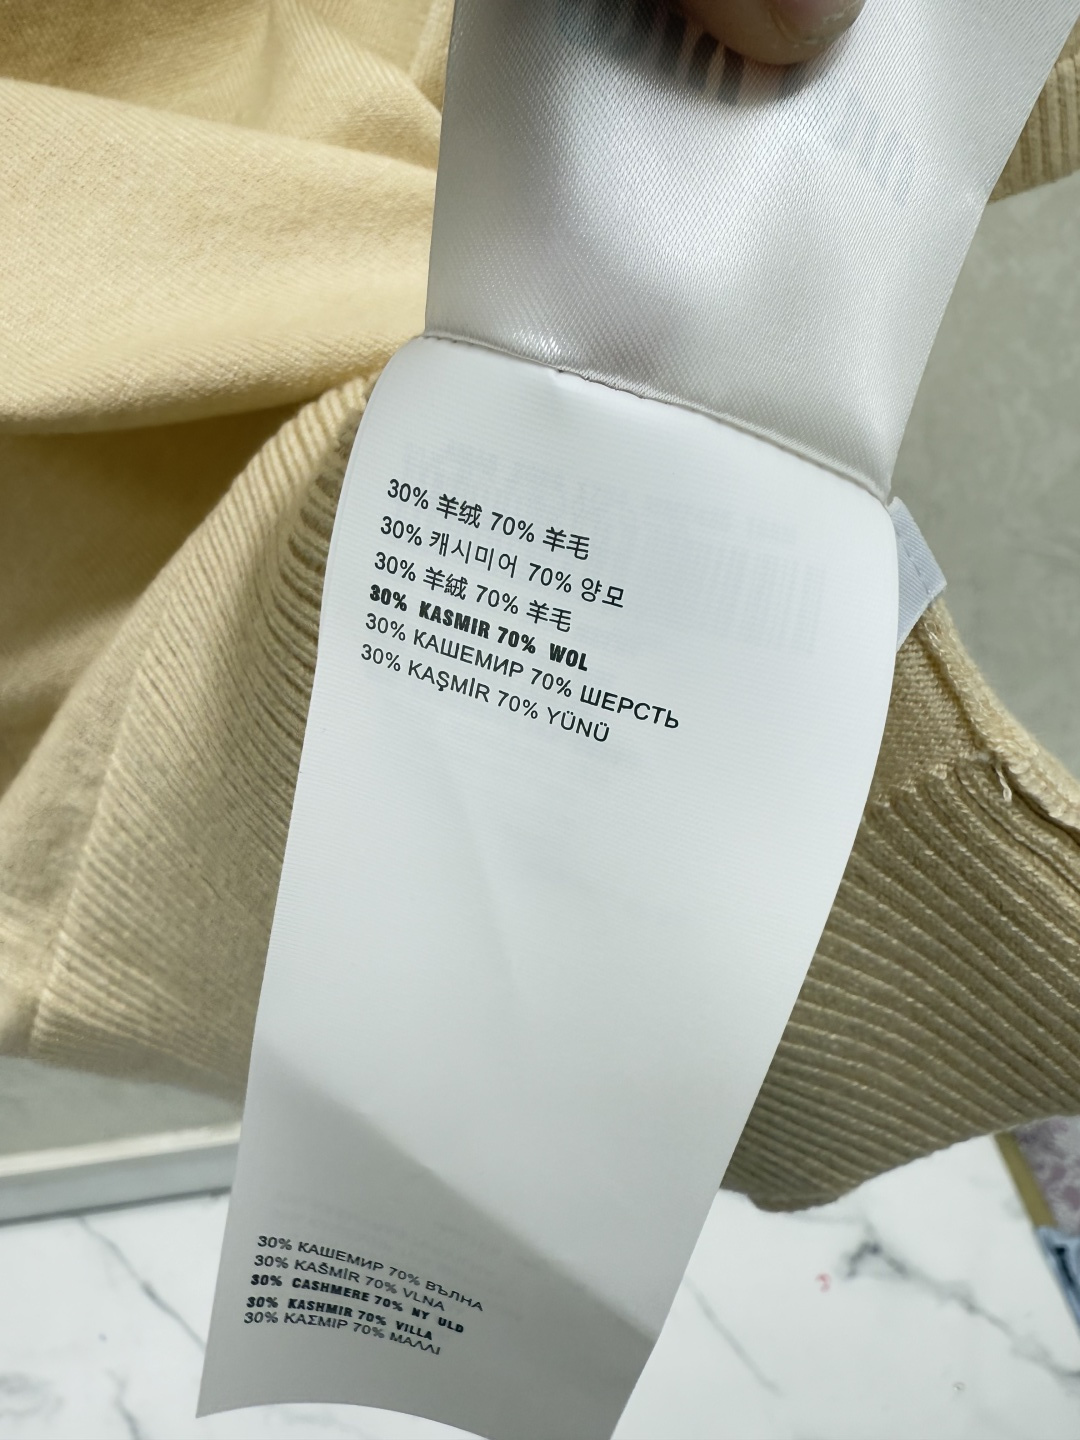 30% 羊绒 70% 羊毛
30% 캐시미어 70% 양모
30% 羊絨 70% 羊毛
30% KASMIR 70% WOL
30% КАШЕМИР 70% ШЕРСТЬ
30% KAŞMİR 70% YÜNÜ
30% КАШЕМИР 70% ВЪЛНА
30% KAŠMĪR 70% VLNA
30% CASHMERE 70% NY ULD
30% KASHMIR 70% VILLA
30% ΚΑΣΜΙΡ 70% ΜΑΛΛΙ